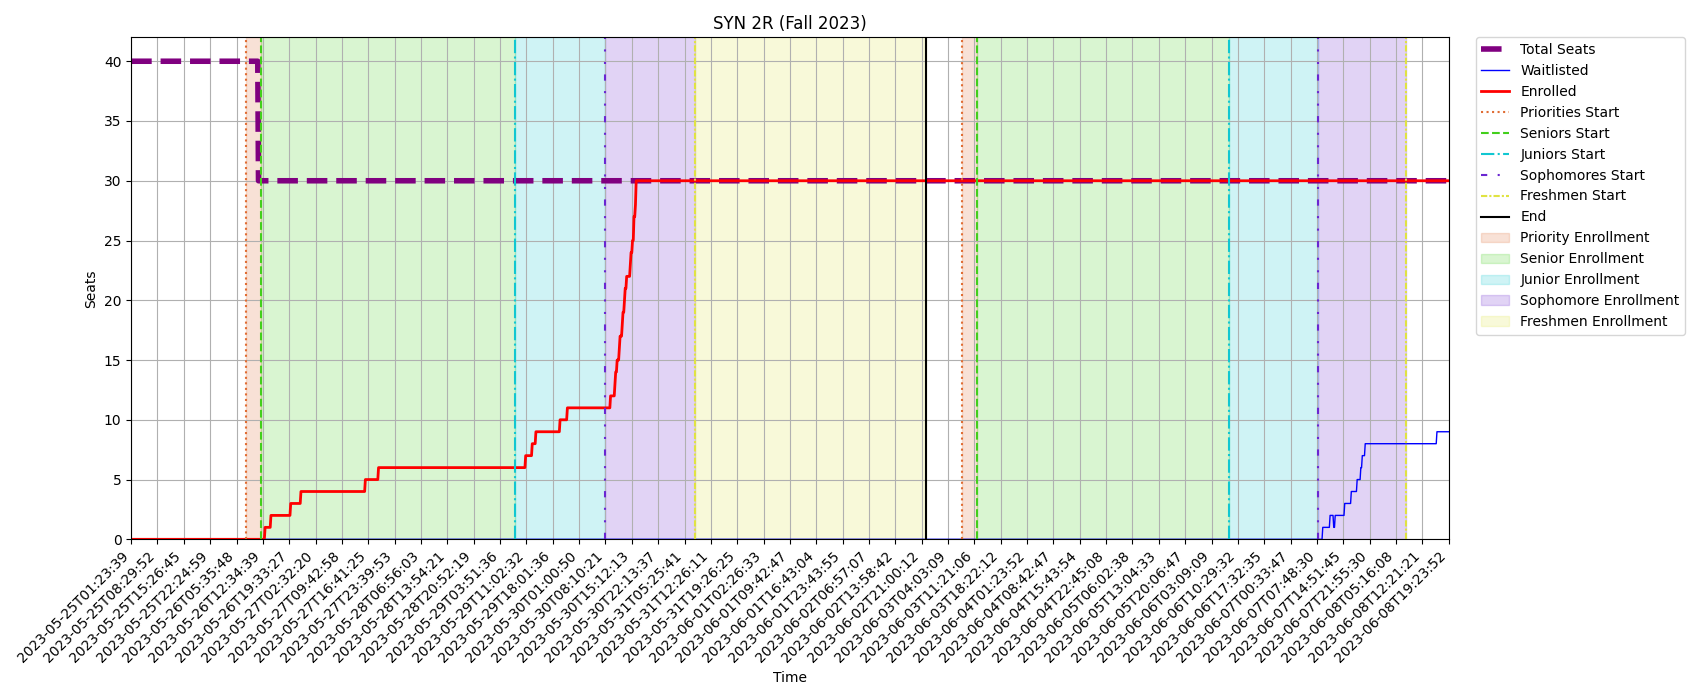 SYN 2R (Fall 2023)
Seats
40
35
30
25
20
15
10
5
0
2023-05-25T01:23:39
2023-05-25T08:29:52
2023-05-25T15:26:45
2023-05-25T22:24:59
2023-05-26T05:35:48
2023-05-26T12:34:39
2023-05-26T19:33:27
2023-05-27T02:32:20
2023-05-27T09:42:58
2023-05-27T16:41:25
2023-05-27T23:39:53
2023-05-28T06:56:03
2023-05-28T13:54:21
2023-05-28T20:52:19
2023-05-29T03:51:36
2023-05-29T11:02:32
2023-05-29T18:01:36
2023-05-30T01:00:50
2023-05-30T08:10:21
2023-05-30T15:12:13
2023-05-30T22:13:37
2023-05-31T05:25:41
2023-05-31T12:26:11
2023-05-31T19:26:25
2023-06-01T02:26:33
2023-06-01T09:42:47
2023-06-01T16:43:04
2023-06-01T23:43:55
2023-06-02T06:57:07
2023-06-02T13:58:42
2023-06-02T21:00:12
2023-06-03T04:03:09
2023-06-03T11:21:06
2023-06-03T18:22:12
2023-06-04T01:23:52
2023-06-04T08:42:47
2023-06-04T15:43:54
2023-06-04T22:45:08
2023-06-05T06:02:38
2023-06-05T13:04:33
2023-06-05T20:06:47
2023-06-06T03:09:09
2023-06-06T10:29:32
2023-06-06T17:32:35
2023-06-07T00:33:47
2023-06-07T07:48:30
2023-06-07T14:51:45
2023-06-07T21:55:30
2023-06-08T05:16:09
2023-06-08T12:21:21
2023-06-08T19:23:52
Time
Total Seats
Waitlisted
Enrolled
Priorities Start
Seniors Start
Juniors Start
Sophomores Start
Freshmen Start
End
Priority Enrollment
Senior Enrollment
Junior Enrollment
Sophomore Enrollment
Freshmen Enrollment